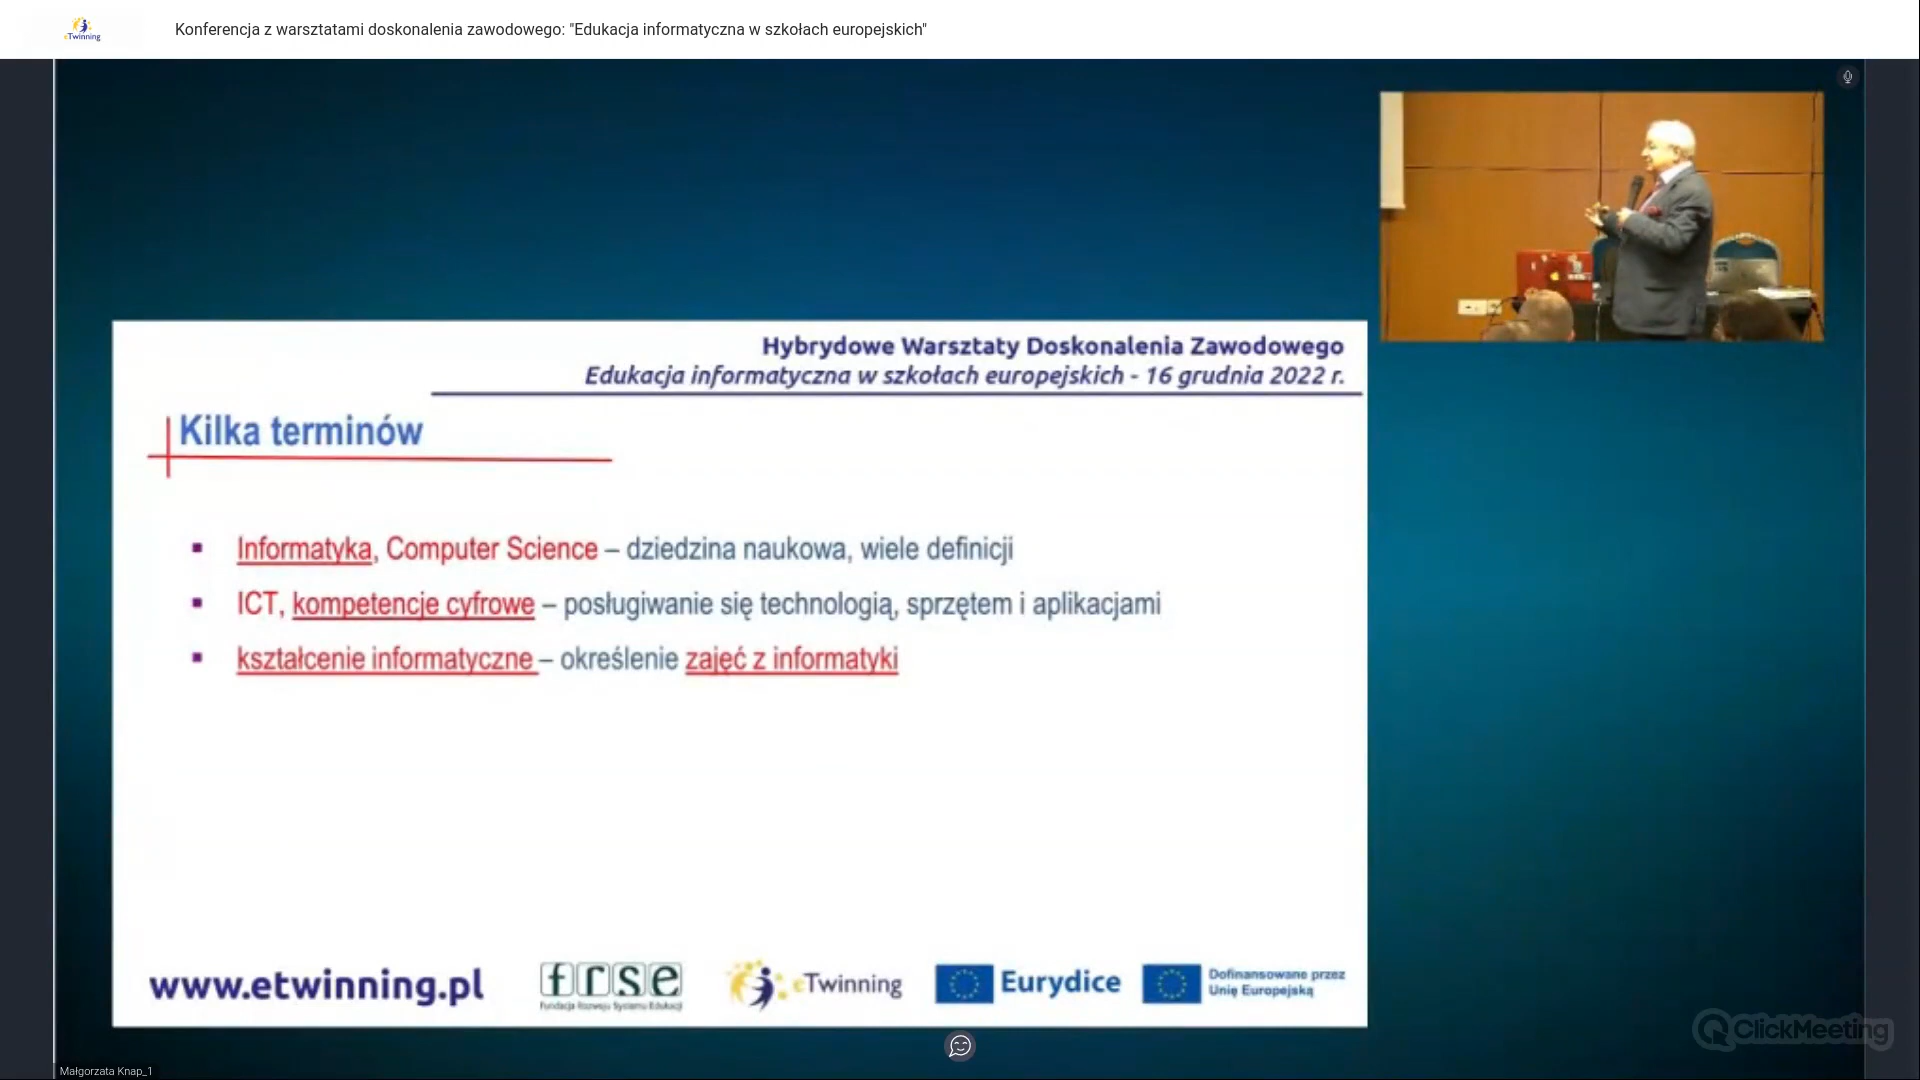 eTwinning
Konferencja z warsztatami doskonalenia zawodowego: "Edukacja informatyczna w szkołach europejskich"
Hybrydowe Warsztaty Doskonalenia Zawodowego
Edukacja informatyczna w szkołach europejskich - 16 grudnia 2022 r.
Kilka terminów
▪ Informatyka, Computer Science – dziedzina naukowa, wiele definicji
▪ ICT, kompetencje cyfrowe – posługiwanie się technologią, sprzętem i aplikacjami
▪ kształcenie informatyczne – określenie zajęć z informatyki
www.etwinning.pl
frse
Fundacja Rozwoju Systemu Edukacji
eTwinning
Eurydice
Dofinansowane przez
Unię Europejską
ClickMeeting
Małgorzata Knap_1